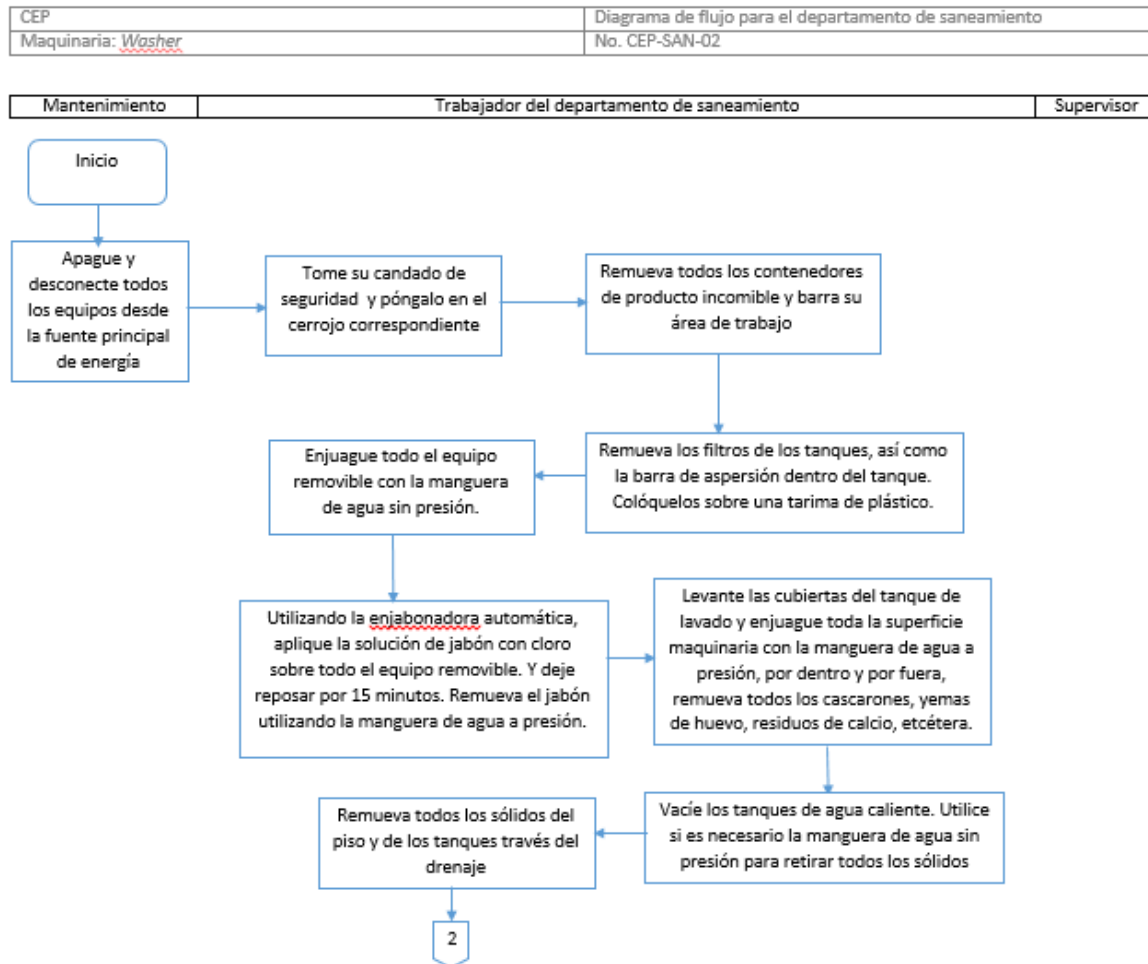 CEP
Diagrama de flujo para el departamento de saneamiento
Maquinaria: Washer
No. CEP-SAN-02
Mantenimiento
Trabajador del departamento de saneamiento
Supervisor
Inicio
Apague y
desconecte todos
los equipos desde
la fuente principal
de energía
Tome su candado de
seguridad y póngalo en el
cerrojo correspondiente
Remueva todos los contenedores
de producto incomible y barra su
área de trabajo
Remueva los filtros de los tanques, así como
la barra de aspersión dentro del tanque.
Colóquelos sobre una tarima de plástico.
Enjuague todo el equipo
removible con la manguera
de agua sin presión.
Utilizando la enjabonadora automática,
aplique la solución de jabón con cloro
sobre todo el equipo removible. Y deje
reposar por 15 minutos. Remueva el jabón
utilizando la manguera de agua a presión.
Levante las cubiertas del tanque de
lavado y enjuague toda la superficie
maquinaria con la manguera de agua a
presión, por dentro y por fuera,
remueva todos los cascarones, yemas
de huevo, residuos de calcio, etcétera.
Vacíe los tanques de agua caliente. Utilice
si es necesario la manguera de agua sin
presión para retirar todos los sólidos
Remueva todos los sólidos del
piso y de los tanques través del
drenaje
2